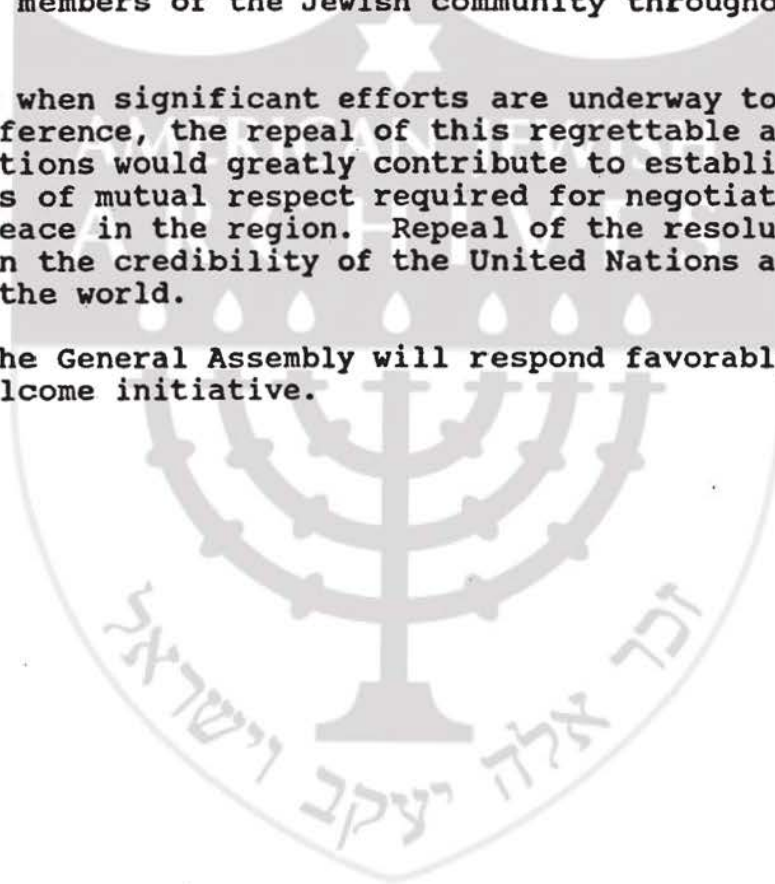 members of the Jewish community througho
when significant efforts are underway to
ference, the repeal of this regrettable a
tions would greatly contribute to establi
s of mutual respect required for negotiat
eace in the region. Repeal of the resolu
n the credibility of the United Nations a
the world.
he General Assembly will respond favorabl
lcome initiative.
AMERICAN JEWISH
ARCHIVES
זכר אלה יעקב וישראל